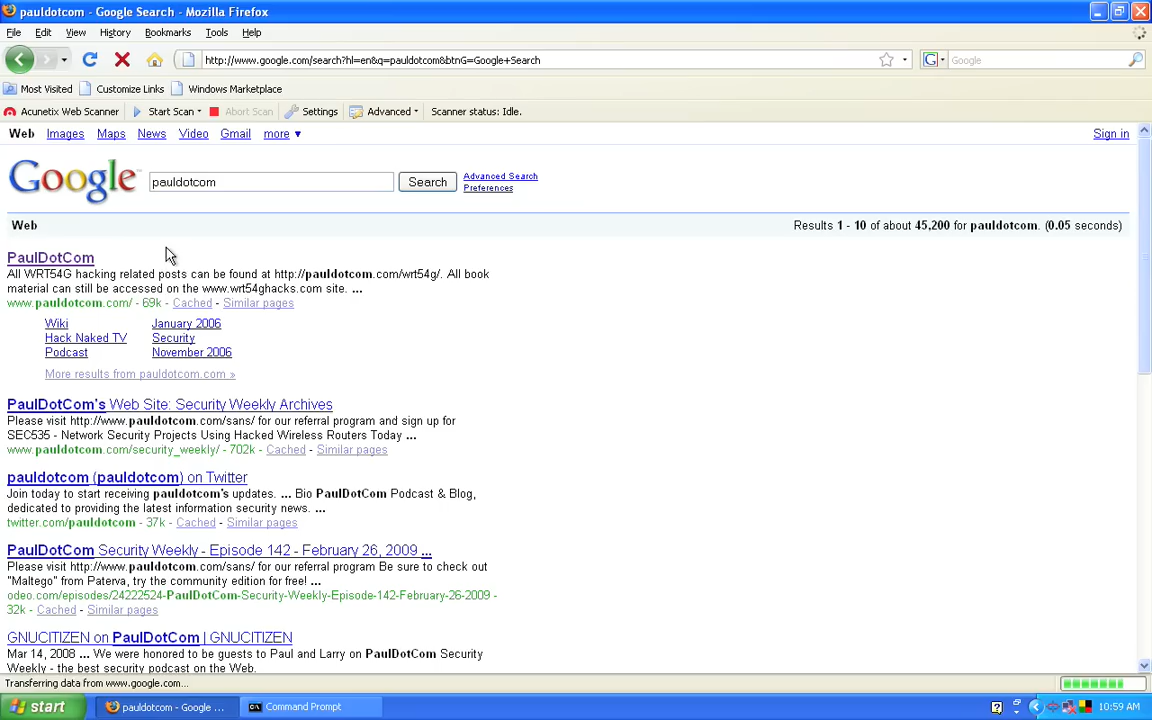 pauldotcom - Google Search - Mozilla Firefox
File Edit View History Bookmarks Tools Help
http://www.google.com/search?hl=en&q=pauldotcom&btnG=Google+Search
G Google
Most Visited Customize Links Windows Marketplace
Acunetix Web Scanner Start Scan Abort Scan Settings Advanced Scanner status: Idle.
Web Images Maps News Video Gmail more ▼ Sign in
Google pauldotcom Search Advanced Search
Preferences
Web Results 1 - 10 of about 45,200 for pauldotcom. (0.05 seconds)
PaulDotCom
All WRT54G hacking related posts can be found at http://pauldotcom.com/wrt54g/. All book
material can still be accessed on the www.wrt54ghacks.com site. ...
www.pauldotcom.com/ - 69k - Cached - Similar pages
Wiki January 2006
Hack Naked TV Security
Podcast November 2006
More results from pauldotcom.com »
PaulDotCom's Web Site: Security Weekly Archives
Please visit http://www.pauldotcom.com/sans/ for our referral program and sign up for
SEC535 - Network Security Projects Using Hacked Wireless Routers Today ...
www.pauldotcom.com/security_weekly/ - 702k - Cached - Similar pages
pauldotcom (pauldotcom) on Twitter
Join today to start receiving pauldotcom's updates. ... Bio PaulDotCom Podcast & Blog,
dedicated to providing the latest information security news. ...
twitter.com/pauldotcom - 37k - Cached - Similar pages
PaulDotCom Security Weekly - Episode 142 - February 26, 2009 ...
Please visit http://www.pauldotcom.com/sans/ for our referral program Be sure to check out
"Maltego" from Paterva, try the community edition for free! ...
odeo.com/episodes/24222524-PaulDotCom-Security-Weekly-Episode-142-February-26-2009 -
32k - Cached - Similar pages
GNUCITIZEN on PaulDotCom | GNUCITIZEN
Mar 14, 2008 ... We were honored to be guests to Paul and Larry on PaulDotCom Security
Weekly - the best security podcast on the Web.
Transferring data from www.google.com...
start pauldotcom - Google ... Command Prompt 10:59 AM